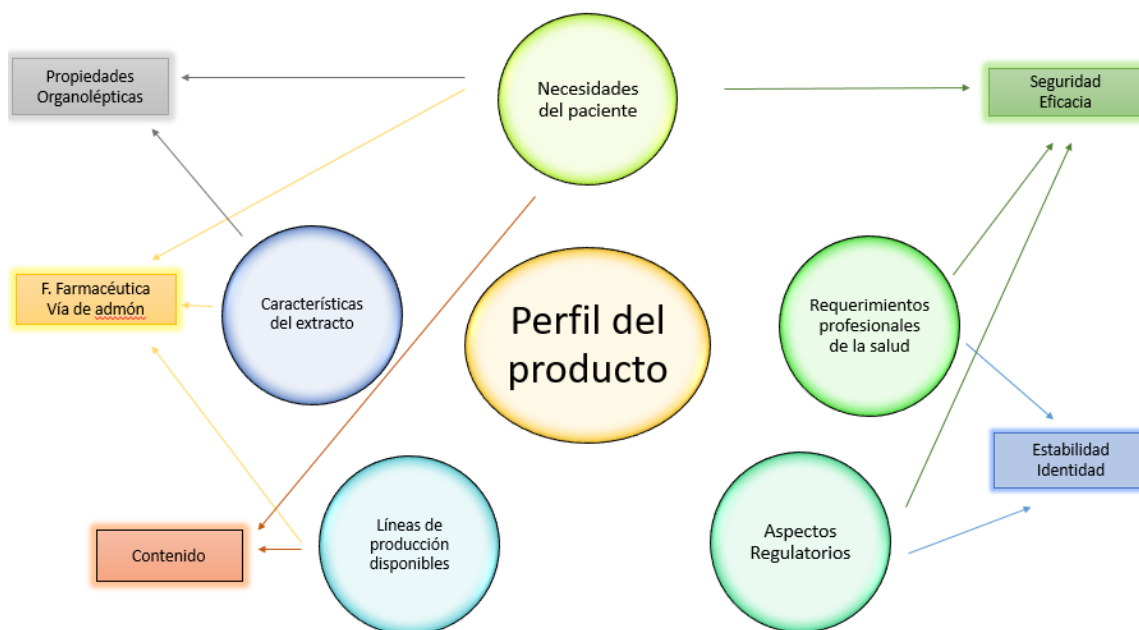 Propiedades
Organolépticas
Necesidades
del paciente
Seguridad
Eficacia
F. Farmacéutica
Vía de admón
Características
del extracto
Perfil del
producto
Requerimientos
profesionales
de la salud
Estabilidad
Identidad
Contenido
Líneas de
producción
disponibles
Aspectos
Regulatorios